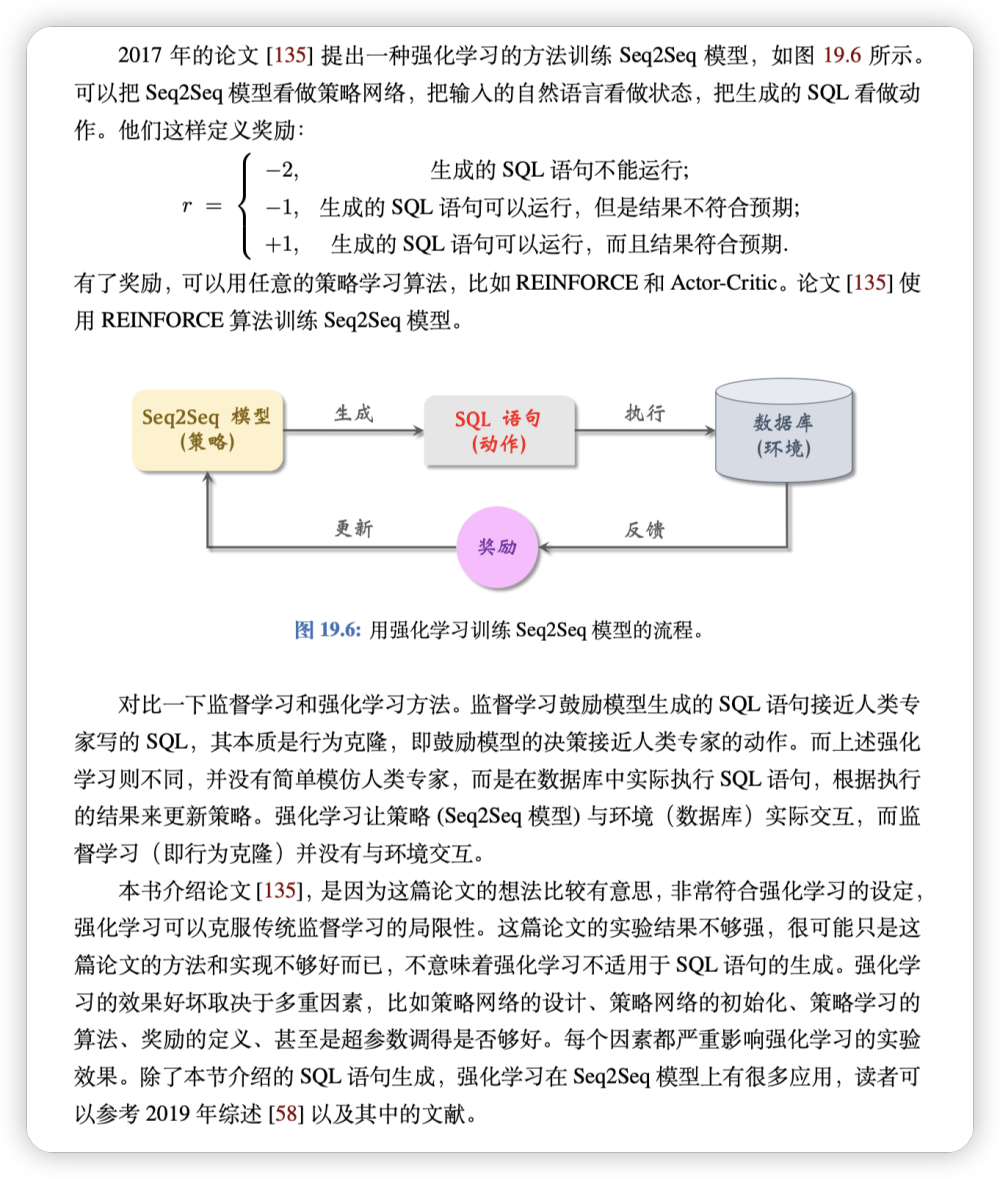 2017 年的论文 [135] 提出一种强化学习的方法训练 Seq2Seq 模型，如图 19.6 所示。
可以把 Seq2Seq 模型看做策略网络，把输入的自然语言看做状态，把生成的 SQL 看做动
作。他们这样定义奖励：
−2, 生成的 SQL 语句不能运行;
r = { −1, 生成的 SQL 语句可以运行，但是结果不符合预期;
+1, 生成的 SQL 语句可以运行，而且结果符合预期.
有了奖励，可以用任意的策略学习算法，比如 REINFORCE 和 Actor-Critic。论文 [135] 使
用 REINFORCE 算法训练 Seq2Seq 模型。
Seq2Seq 模型
(策略)
生成
SQL 语句
(动作)
执行
数据库
(环境)
更新
奖励
反馈
图 19.6: 用强化学习训练 Seq2Seq 模型的流程。
对比一下监督学习和强化学习方法。监督学习鼓励模型生成的 SQL 语句接近人类专
家写的 SQL，其本质是行为克隆，即鼓励模型的决策接近人类专家的动作。而上述强化
学习则不同，并没有简单模仿人类专家，而是在数据库中实际执行 SQL 语句，根据执行
的结果来更新策略。强化学习让策略 (Seq2Seq 模型) 与环境（数据库）实际交互，而监
督学习（即行为克隆）并没有与环境交互。
本书介绍论文 [135]，是因为这篇论文的想法比较有意思，非常符合强化学习的设定，
强化学习可以克服传统监督学习的局限性。这篇论文的实验结果不够强，很可能只是这
篇论文的方法和实现不够好而已，不意味着强化学习不适用于 SQL 语句的生成。强化学
习的效果好坏取决于多重因素，比如策略网络的设计、策略网络的初始化、策略学习的
算法、奖励的定义、甚至是超参数调得是否够好。每个因素都严重影响强化学习的实验
效果。除了本节介绍的 SQL 语句生成，强化学习在 Seq2Seq 模型上有很多应用，读者可
以参考 2019 年综述 [58] 以及其中的文献。